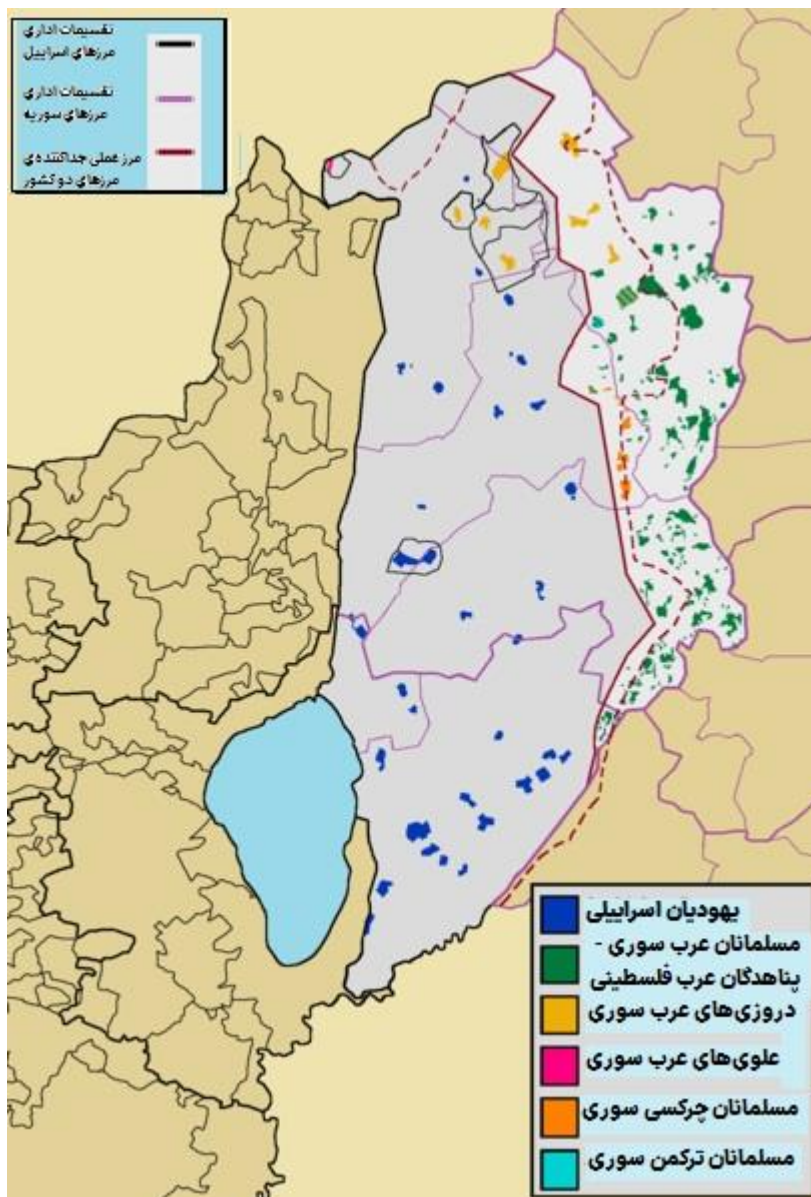 تقسیمات اداری
مرزهای اسراییل
تقسیمات اداری
مرزهای سوریه
مرز عملی جداکننده‌ی
مرزهای دو کشور
یهودیان اسراییلی
مسلمانان عرب سوری -
پناهدگان عرب فلسطینی
دروزی‌های عرب سوری
علوی‌های عرب سوری
مسلمانان چرکسی سوری
مسلمانان ترکمن سوری